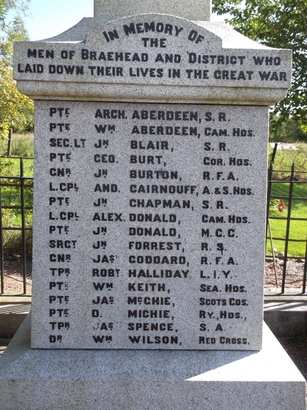 IN MEMORY OF
THE
MEN OF BRAEHEAD AND DISTRICT WHO
LAID DOWN THEIR LIVES IN THE GREAT WAR
PTE ARCH. ABERDEEN, S. R.
PTE WM ABERDEEN, CAM. HDS.
SEC. LT JN BLAIR, S. R.
PTE GEO. BURT, GOR. HDS.
GNR JN BURTON, R. F. A.
L. CPL AND. CAIRNDUFF, A. & S. HDS.
PTE JN CHAPMAN, S. R.
L. CPL ALEX. DONALD, CAM. HDS.
PTE JN DONALD, M. G. C.
SRGT JN FORREST, R. S.
GNR JAS GODDARD, R. F. A.
TPR ROBT HALLIDAY, L. I. Y.
PTE WM KEITH, SEA. HDS.
PTE JAS McGHIE, SCOTS GDS.
PTE D. MICHIE, RY., HDS.,
TPR JAS SPENCE, S. A.
DR WM WILSON, RED CROSS.